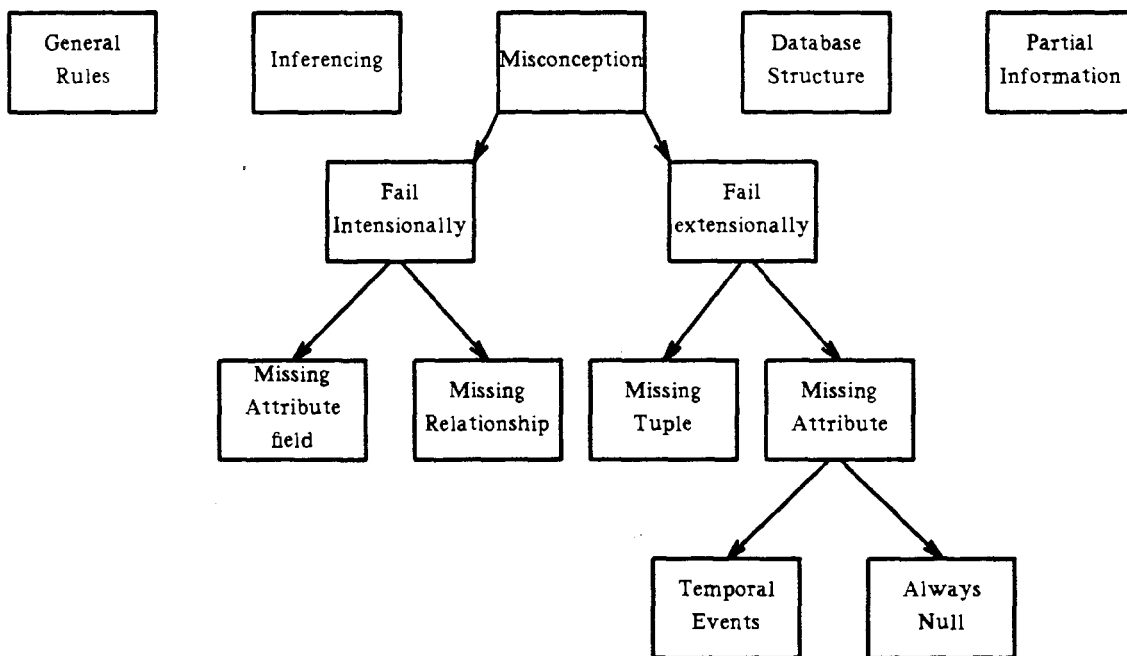 General
Rules
Inferencing
Misconception
Database
Structure
Partial
Information
Fail
Intensionally
Fail
extensionally
Missing
Attribute
field
Missing
Relationship
Missing
Tuple
Missing
Attribute
Temporal
Events
Always
Null